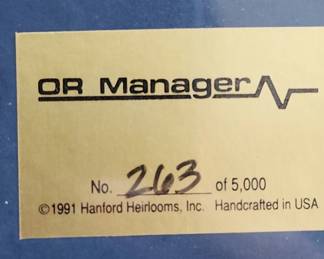 OR Manager
No. 263 of 5,000
©1991 Hanford Heirlooms, Inc. Handcrafted in USA